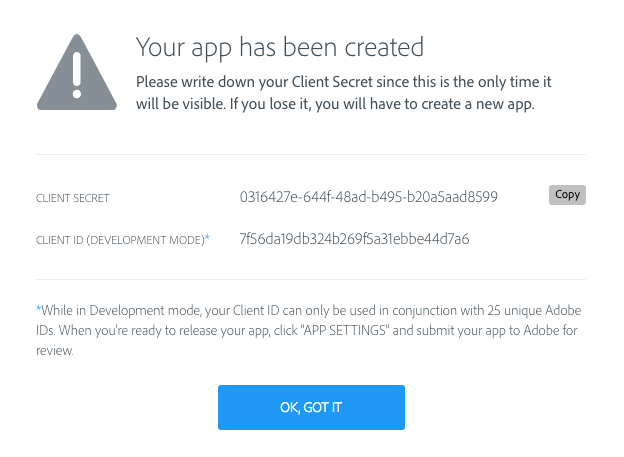 Your app has been created
Please write down your Client Secret since this is the only time it
will be visible. If you lose it, you will have to create a new app.
CLIENT SECRET 0316427e-644f-48ad-b495-b20a5aad8599 Copy
CLIENT ID (DEVELOPMENT MODE)* 7f56da19db324b269f5a31ebbe44d7a6
*While in Development mode, your Client ID can only be used in conjunction with 25 unique Adobe
IDs. When you're ready to release your app, click "APP SETTINGS" and submit your app to Adobe for
review.
OK, GOT IT